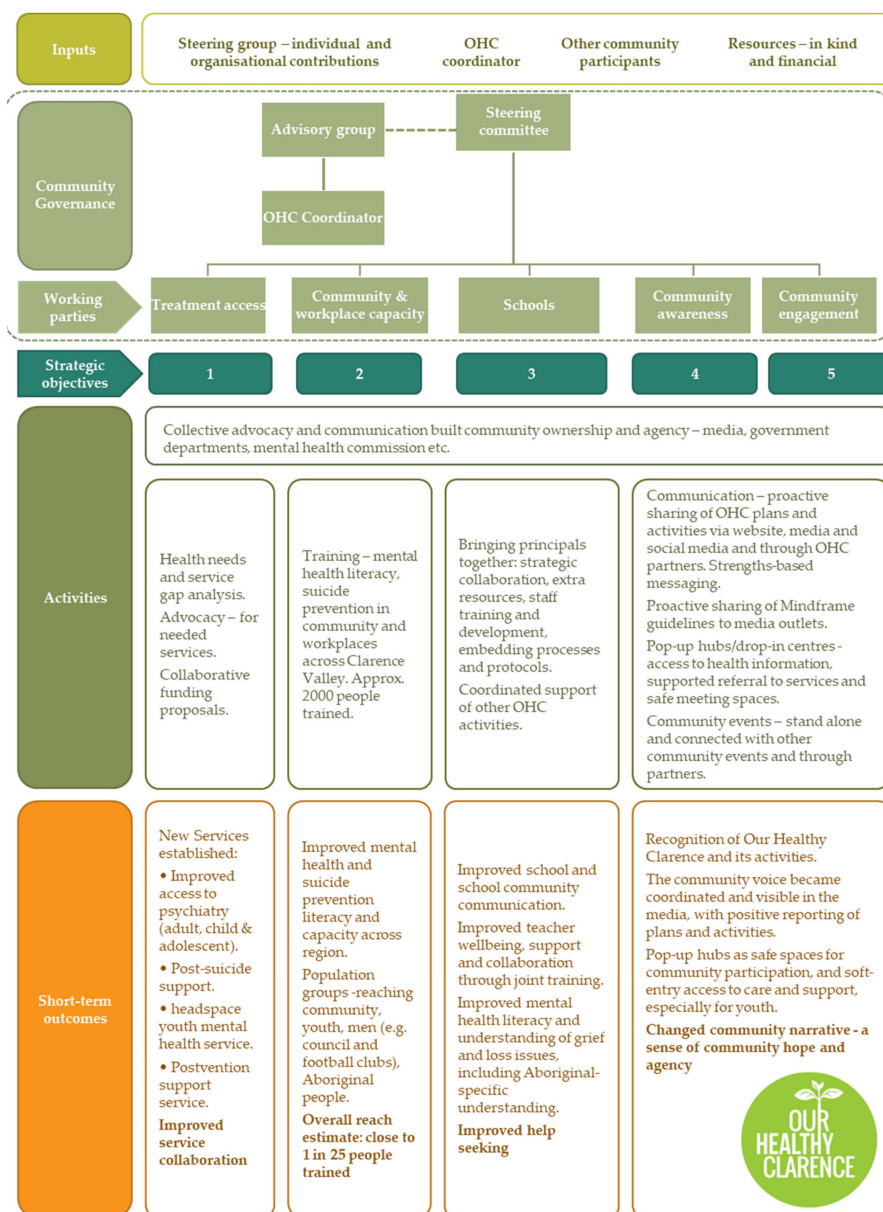 Inputs
Steering group – individual and
organisational contributions
OHC
coordinator
Other community
participants
Resources – in kind
and financial
Community
Governance
Advisory group
Steering
committee
OHC Coordinator
Working
parties
Treatment access
Community &
workplace capacity
Schools
Community
awareness
Community
engagement
Strategic
objectives
1
2
3
4
5
Activities
Collective advocacy and communication built community ownership and agency – media, government
departments, mental health commission etc.
Health needs
and service
gap analysis.
Advocacy – for
needed
services.
Collaborative
funding
proposals.
Training – mental
health literacy,
suicide
prevention in
community and
workplaces
across Clarence
Valley. Approx.
2000 people
trained.
Bringing principals
together: strategic
collaboration, extra
resources, staff
training and
development,
embedding processes
and protocols.
Coordinated support
of other OHC
activities.
Communication – proactive
sharing of OHC plans and
activities via website, media and
social media and through OHC
partners. Strengths-based
messaging.
Proactive sharing of Mindframe
guidelines to media outlets.
Pop-up hubs/drop-in centres -
access to health information,
supported referral to services and
safe meeting spaces.
Community events – stand alone
and connected with other
community events and through
partners.
Short-term
outcomes
New Services
established:
• Improved
access to
psychiatry
(adult, child &
adolescent).
• Post-suicide
support.
• headspace
youth mental
health service.
• Postvention
support
service.
Improved
service
collaboration
Improved mental
health and
suicide
prevention
literacy and
capacity across
region.
Population
groups -reaching
community,
youth, men (e.g.
council and
football clubs),
Aboriginal
people.
Overall reach
estimate: close to
1 in 25 people
trained
Improved school and
school community
communication.
Improved teacher
wellbeing, support
and collaboration
through joint training.
Improved mental
health literacy and
understanding of grief
and loss issues,
including Aboriginal-
specific
understanding.
Improved help
seeking
Recognition of Our Healthy
Clarence and its activities.
The community voice became
coordinated and visible in the
media, with positive reporting of
plans and activities.
Pop-up hubs as safe spaces for
community participation, and soft-
entry access to care and support,
especially for youth.
Changed community narrative - a
sense of community hope and
agency
OUR
HEALTHY
CLARENCE